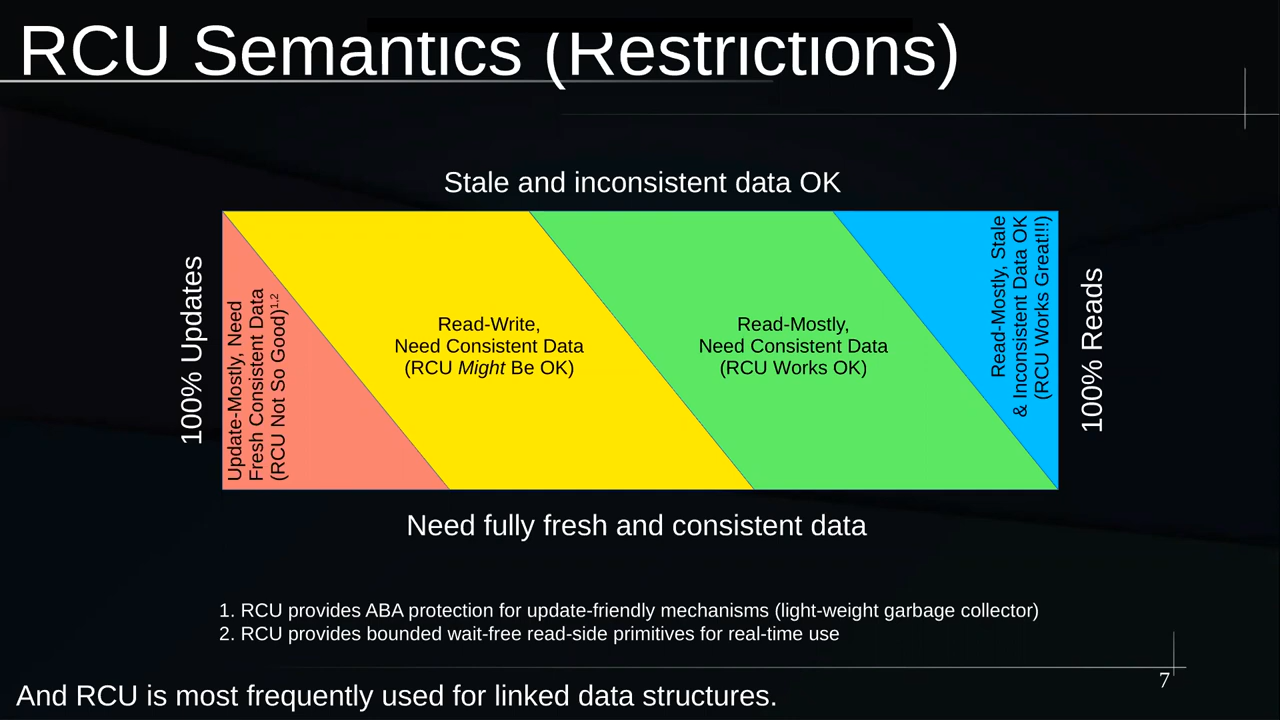 RCU Semantics (Restrictions)
Stale and inconsistent data OK
100% Updates
Update-Mostly, Need
Fresh Consistent Data
(RCU Not So Good)1,2
Read-Write,
Need Consistent Data
(RCU Might Be OK)
Read-Mostly,
Need Consistent Data
(RCU Works OK)
Read-Mostly, Stale
& Inconsistent Data OK
(RCU Works Great!!!)
100% Reads
Need fully fresh and consistent data
1. RCU provides ABA protection for update-friendly mechanisms (light-weight garbage collector)
2. RCU provides bounded wait-free read-side primitives for real-time use
7
And RCU is most frequently used for linked data structures.